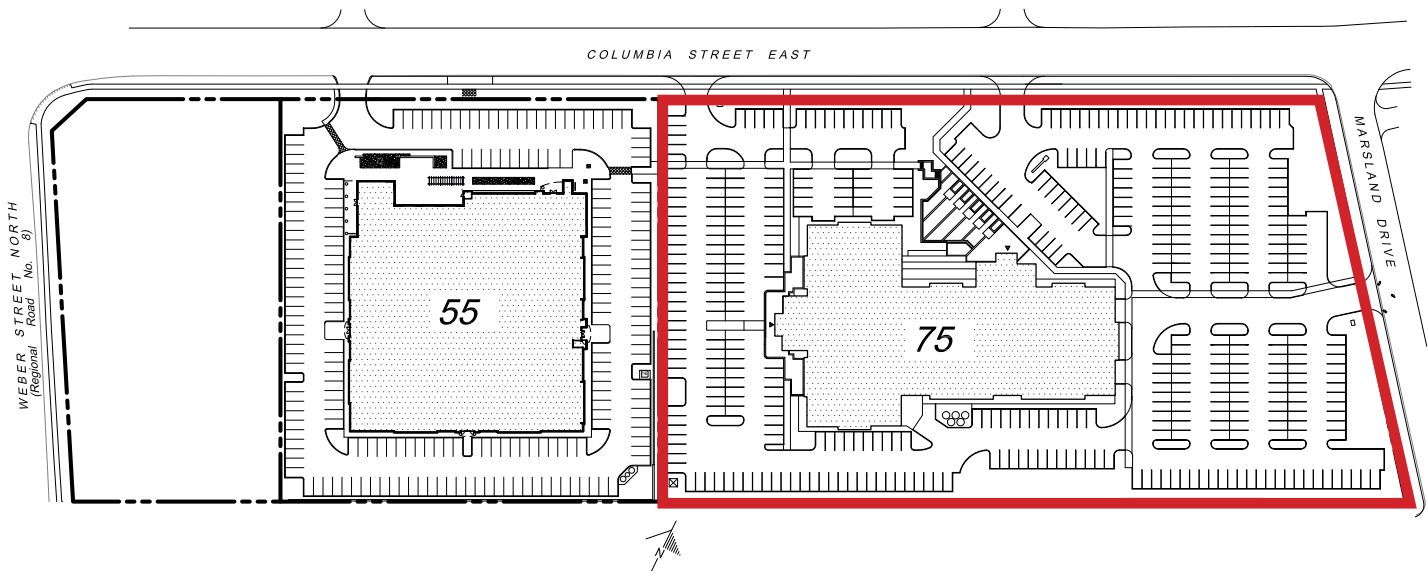 COLUMBIA STREET EAST
MARSLAND DRIVE
WEBER STREET NORTH
(Regional Road No. 8)
55
75
N